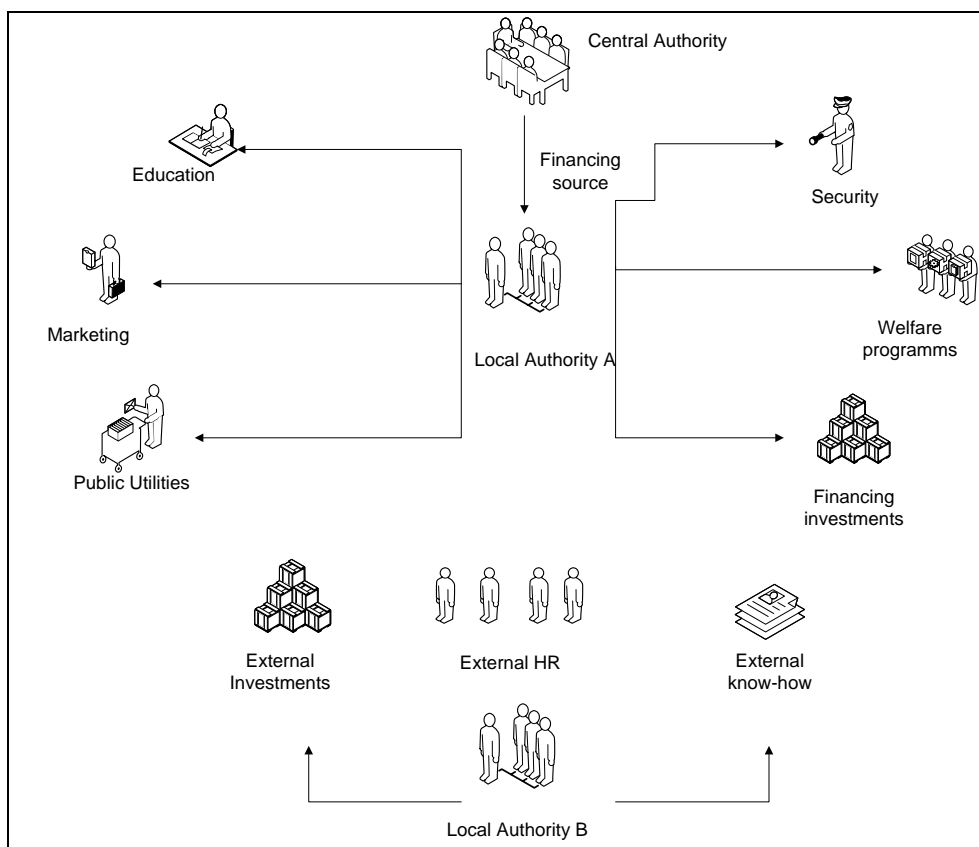 Central Authority
Education
Financing
source
Security
Marketing
Local Authority A
Welfare
programms
Public Utilities
Financing
investments
External
Investments
External HR
External
know-how
Local Authority B